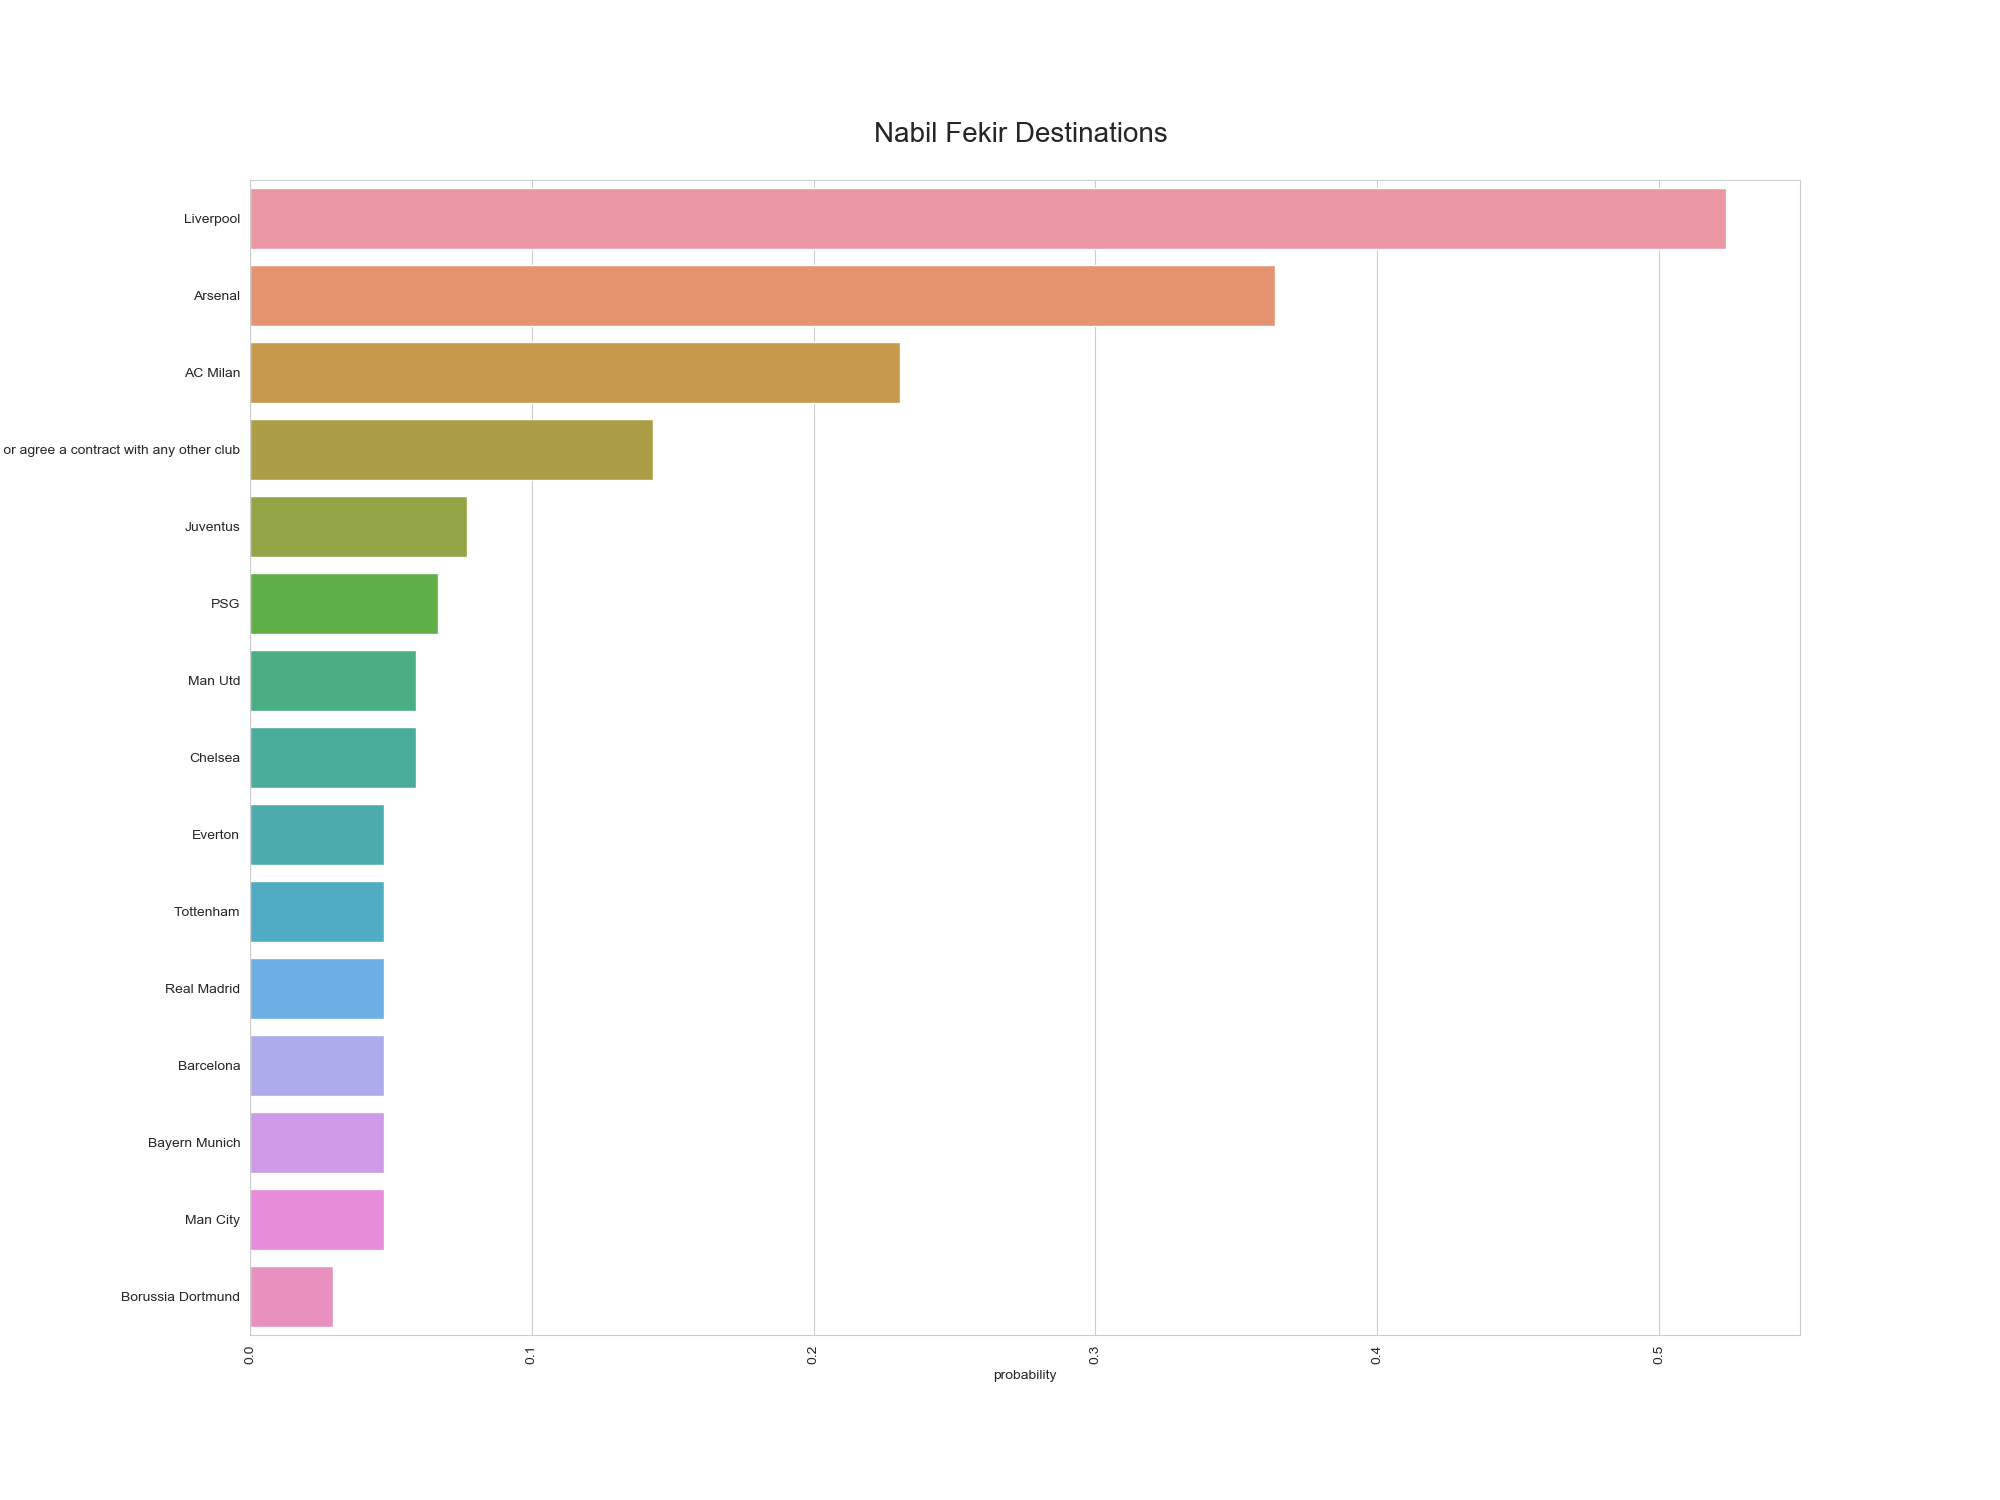 Nabil Fekir Destinations
Liverpool
Arsenal
AC Milan
or agree a contract with any other club
Juventus
PSG
Man Utd
Chelsea
Everton
Tottenham
Real Madrid
Barcelona
Bayern Munich
Man City
Borussia Dortmund
0.0
0.1
0.2
0.3
0.4
0.5
probability